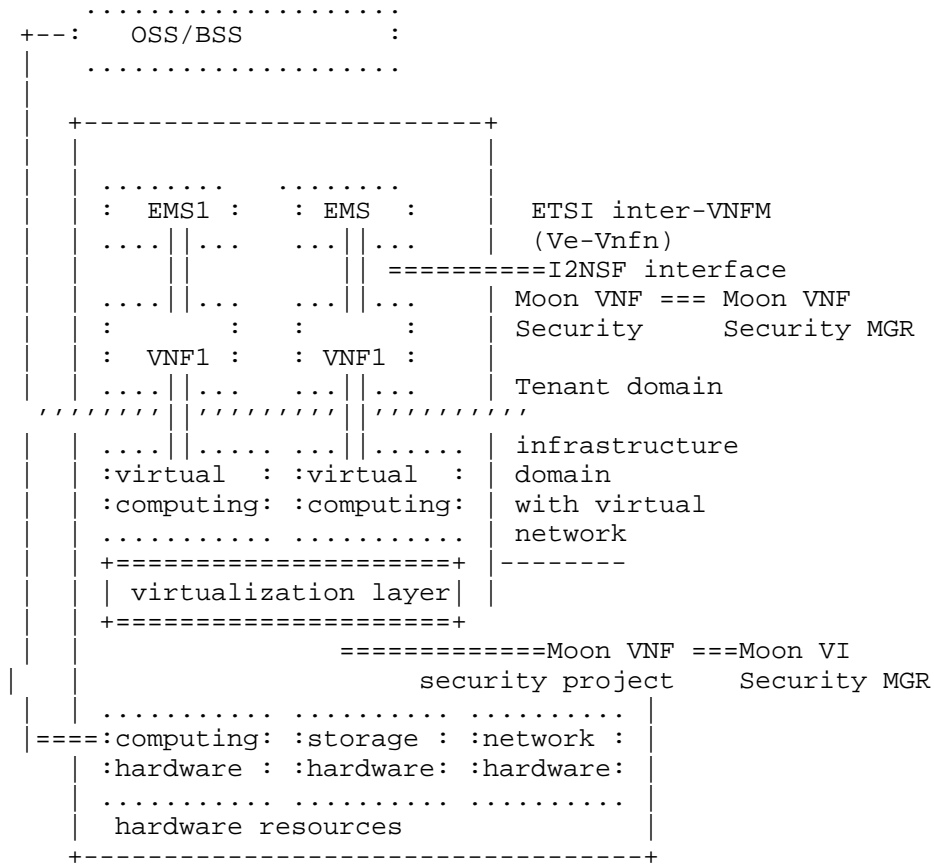 ....................
+--:   OSS/BSS         :
|   ....................
|
|  +-------------------------+
|  |                         |
|  | ........   ........     |
|  | :  EMS1 :   : EMS  :    |  ETSI inter-VNFM
|  | ....||...  ...||...     |  (Ve-Vnfn)
|  |     ||        || ==========I2NSF interface
|  | ....||...  ...||...     | Moon VNF === Moon VNF
|  | :       :   :      :    | Security     Security MGR
|  | :  VNF1 :   : VNF1 :    |
|  | ....||...  ...||...     | Tenant domain
''''''''||'''''''''||''''''''''
|  | ....||..... ...||...... | infrastructure
|  | :virtual  : :virtual  : | domain
|  | :computing: :computing: | with virtual
|  | ........... ........... | network
|  | +=====================+ |--------
|  | | virtualization layer| |
|  | +=====================+
|  |                =============Moon VNF ===Moon VI
|   |                     security project    Security MGR
|  | ........... .......... .......... |
|====:computing: :storage : :network : |
| :hardware : :hardware: :hardware: |
| ........... .......... .......... |
|  hardware resources               |
+-----------------------------------+